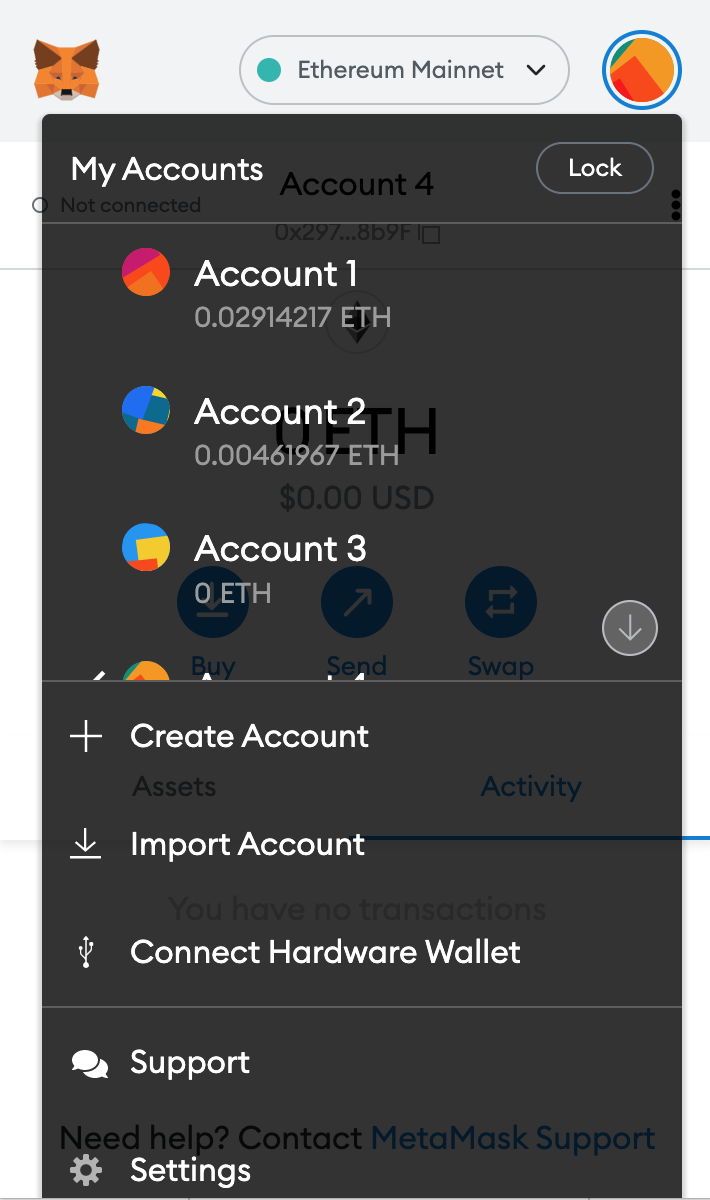 Ethereum Mainnet
My Accounts
Lock
Account 4
Not connected
0x297...8b9F
Account 1
0.02914217 ETH
Account 2
0 ETH
0.00461967 ETH
$0.00 USD
Account 3
0 ETH
Buy
Send
Swap
Create Account
Assets
Activity
Import Account
You have no transactions
Connect Hardware Wallet
Support
Need help? Contact MetaMask Support
Settings